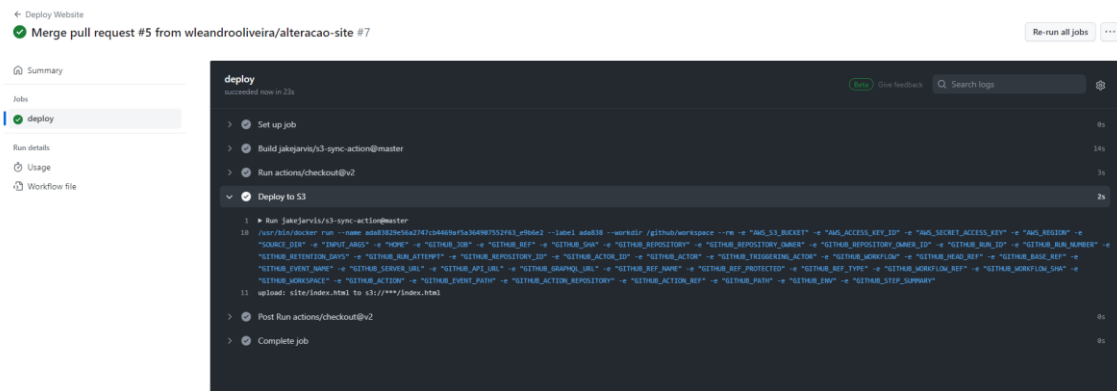 ← Deploy Website
Merge pull request #5 from wleandrooliveira/alteracao-site #7
Re-run all jobs
...
Summary
Jobs
deploy
Run details
Usage
Workflow file
deploy
succeeded now in 23s
Beta Give feedback
Search logs
Set up job 0s
Build jakejarvis/s3-sync-action@master 14s
Run actions/checkout@v2 3s
Deploy to S3 2s
1 ▶ Run jakejarvis/s3-sync-action@master
10 /usr/bin/docker run --name --label ada838 --workdir /github/workspace --rm -e "AWS_S3_BUCKET" -e "AWS_ACCESS_KEY_ID" -e "AWS_SECRET_ACCESS_KEY" -e "AWS_REGION" -e
"SOURCE_DIR" -e "INPUT_ARGS" -e "HOME" -e "GITHUB_JOB" -e "GITHUB_REF" -e "GITHUB_SHA" -e "GITHUB_REPOSITORY" -e "GITHUB_REPOSITORY_OWNER" -e "GITHUB_REPOSITORY_OWNER_ID" -e "GITHUB_RUN_ID" -e "GITHUB_RUN_NUMBER" -e
"GITHUB_RETENTION_DAYS" -e "GITHUB_RUN_ATTEMPT" -e "GITHUB_REPOSITORY_ID" -e "GITHUB_ACTOR_ID" -e "GITHUB_ACTOR" -e "GITHUB_TRIGGERING_ACTOR" -e "GITHUB_WORKFLOW" -e "GITHUB_HEAD_REF" -e "GITHUB_BASE_REF" -e
"GITHUB_EVENT_NAME" -e "GITHUB_SERVER_URL" -e "GITHUB_API_URL" -e "GITHUB_GRAPHQL_URL" -e "GITHUB_REF_NAME" -e "GITHUB_REF_PROTECTED" -e "GITHUB_REF_TYPE" -e "GITHUB_WORKFLOW_REF" -e "GITHUB_WORKFLOW_SHA" -e
"GITHUB_WORKSPACE" -e "GITHUB_ACTION" -e "GITHUB_EVENT_PATH" -e "GITHUB_ACTION_REPOSITORY" -e "GITHUB_ACTION_REF" -e "GITHUB_PATH" -e "GITHUB_ENV" -e "GITHUB_STEP_SUMMARY"
11 upload: site/index.html to s3://***/index.html
Post Run actions/checkout@v2 0s
Complete job 0s